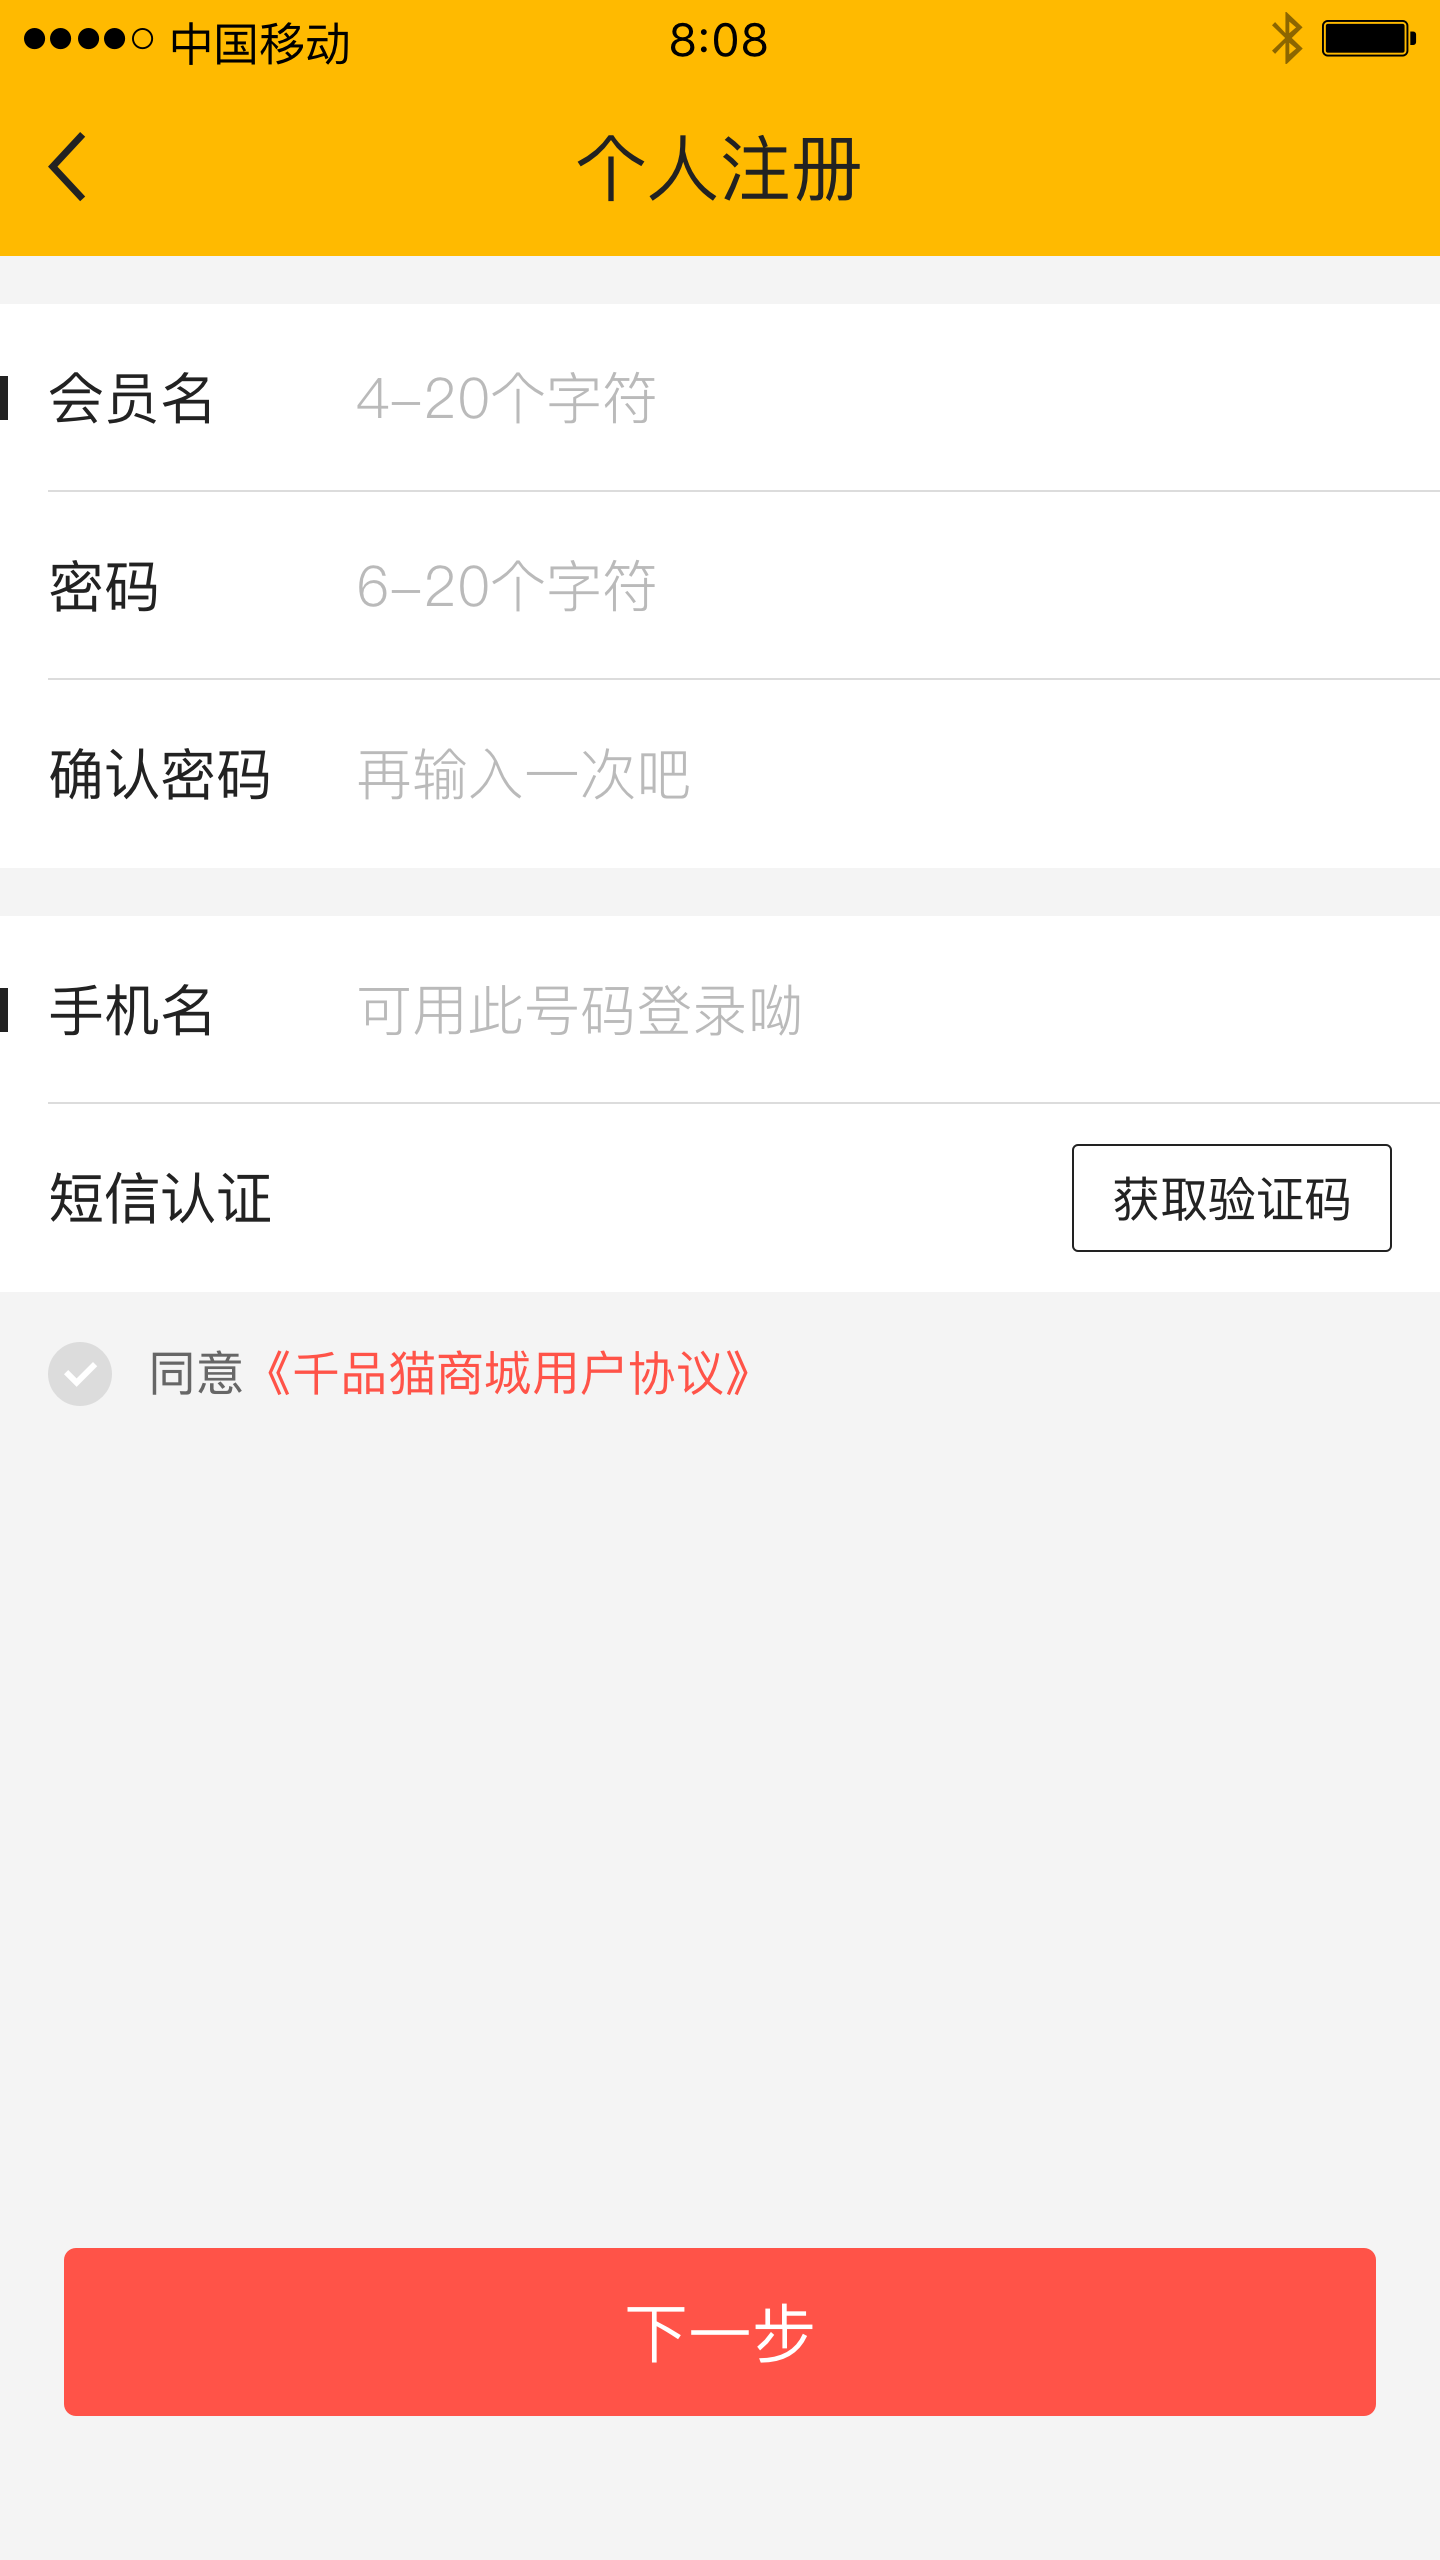 中国移动 8:08
个人注册
会员名 4-20个字符
密码 6-20个字符
确认密码 再输入一次吧
手机名 可用此号码登录呦
短信认证 获取验证码
同意《千品猫商城用户协议》
下一步